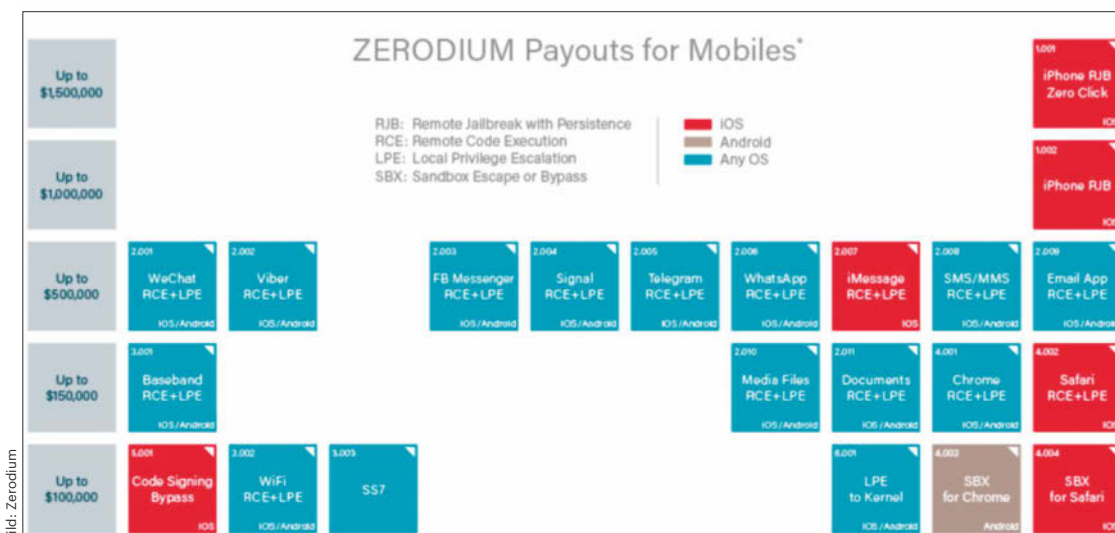 ZERODIUM Payouts for Mobiles*
RJB: Remote Jailbreak with Persistence
RCE: Remote Code Execution
LPE: Local Privilege Escalation
SBX: Sandbox Escape or Bypass
iOS
Android
Any OS
Up to
$1,500,000
1.001
iPhone RJB
Zero Click
iOS
Up to
$1,000,000
1.002
iPhone RJB
iOS
Up to
$500,000
2.001
WeChat
RCE+LPE
iOS/Android
2.002
Viber
RCE+LPE
iOS/Android
2.003
FB Messenger
RCE+LPE
iOS/Android
2.004
Signal
RCE+LPE
iOS/Android
2.005
Telegram
RCE+LPE
iOS/Android
2.006
WhatsApp
RCE+LPE
iOS/Android
2.007
iMessage
RCE+LPE
iOS
2.008
SMS/MMS
RCE+LPE
iOS/Android
2.009
Email App
RCE+LPE
iOS/Android
Up to
$150,000
3.001
Baseband
RCE+LPE
iOS/Android
2.010
Media Files
RCE+LPE
iOS/Android
2.011
Documents
RCE+LPE
iOS/Android
4.001
Chrome
RCE+LPE
iOS/Android
4.002
Safari
RCE+LPE
iOS
Up to
$100,000
5.001
Code Signing
Bypass
iOS
3.002
WiFi
RCE+LPE
iOS/Android
3.003
SS7
6.001
LPE
to Kernel
iOS/Android
4.003
SBX
for Chrome
Android
4.004
SBX
for Safari
iOS
ild: Zerodium